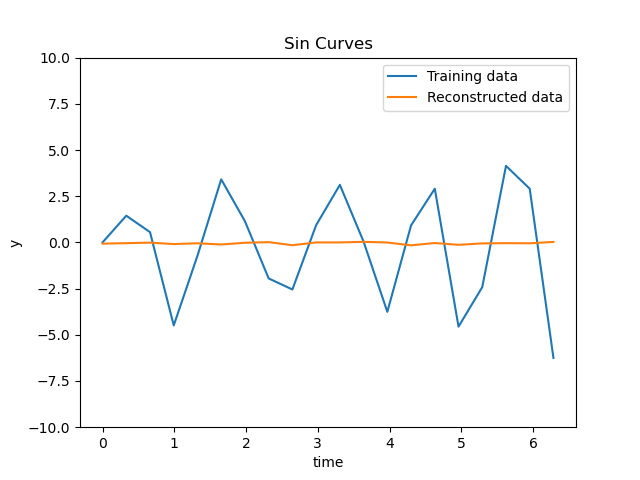 Sin Curves
Training data
Reconstructed data
10.0
7.5
5.0
2.5
0.0
−2.5
−5.0
−7.5
−10.0
y
0 1 2 3 4 5 6
time